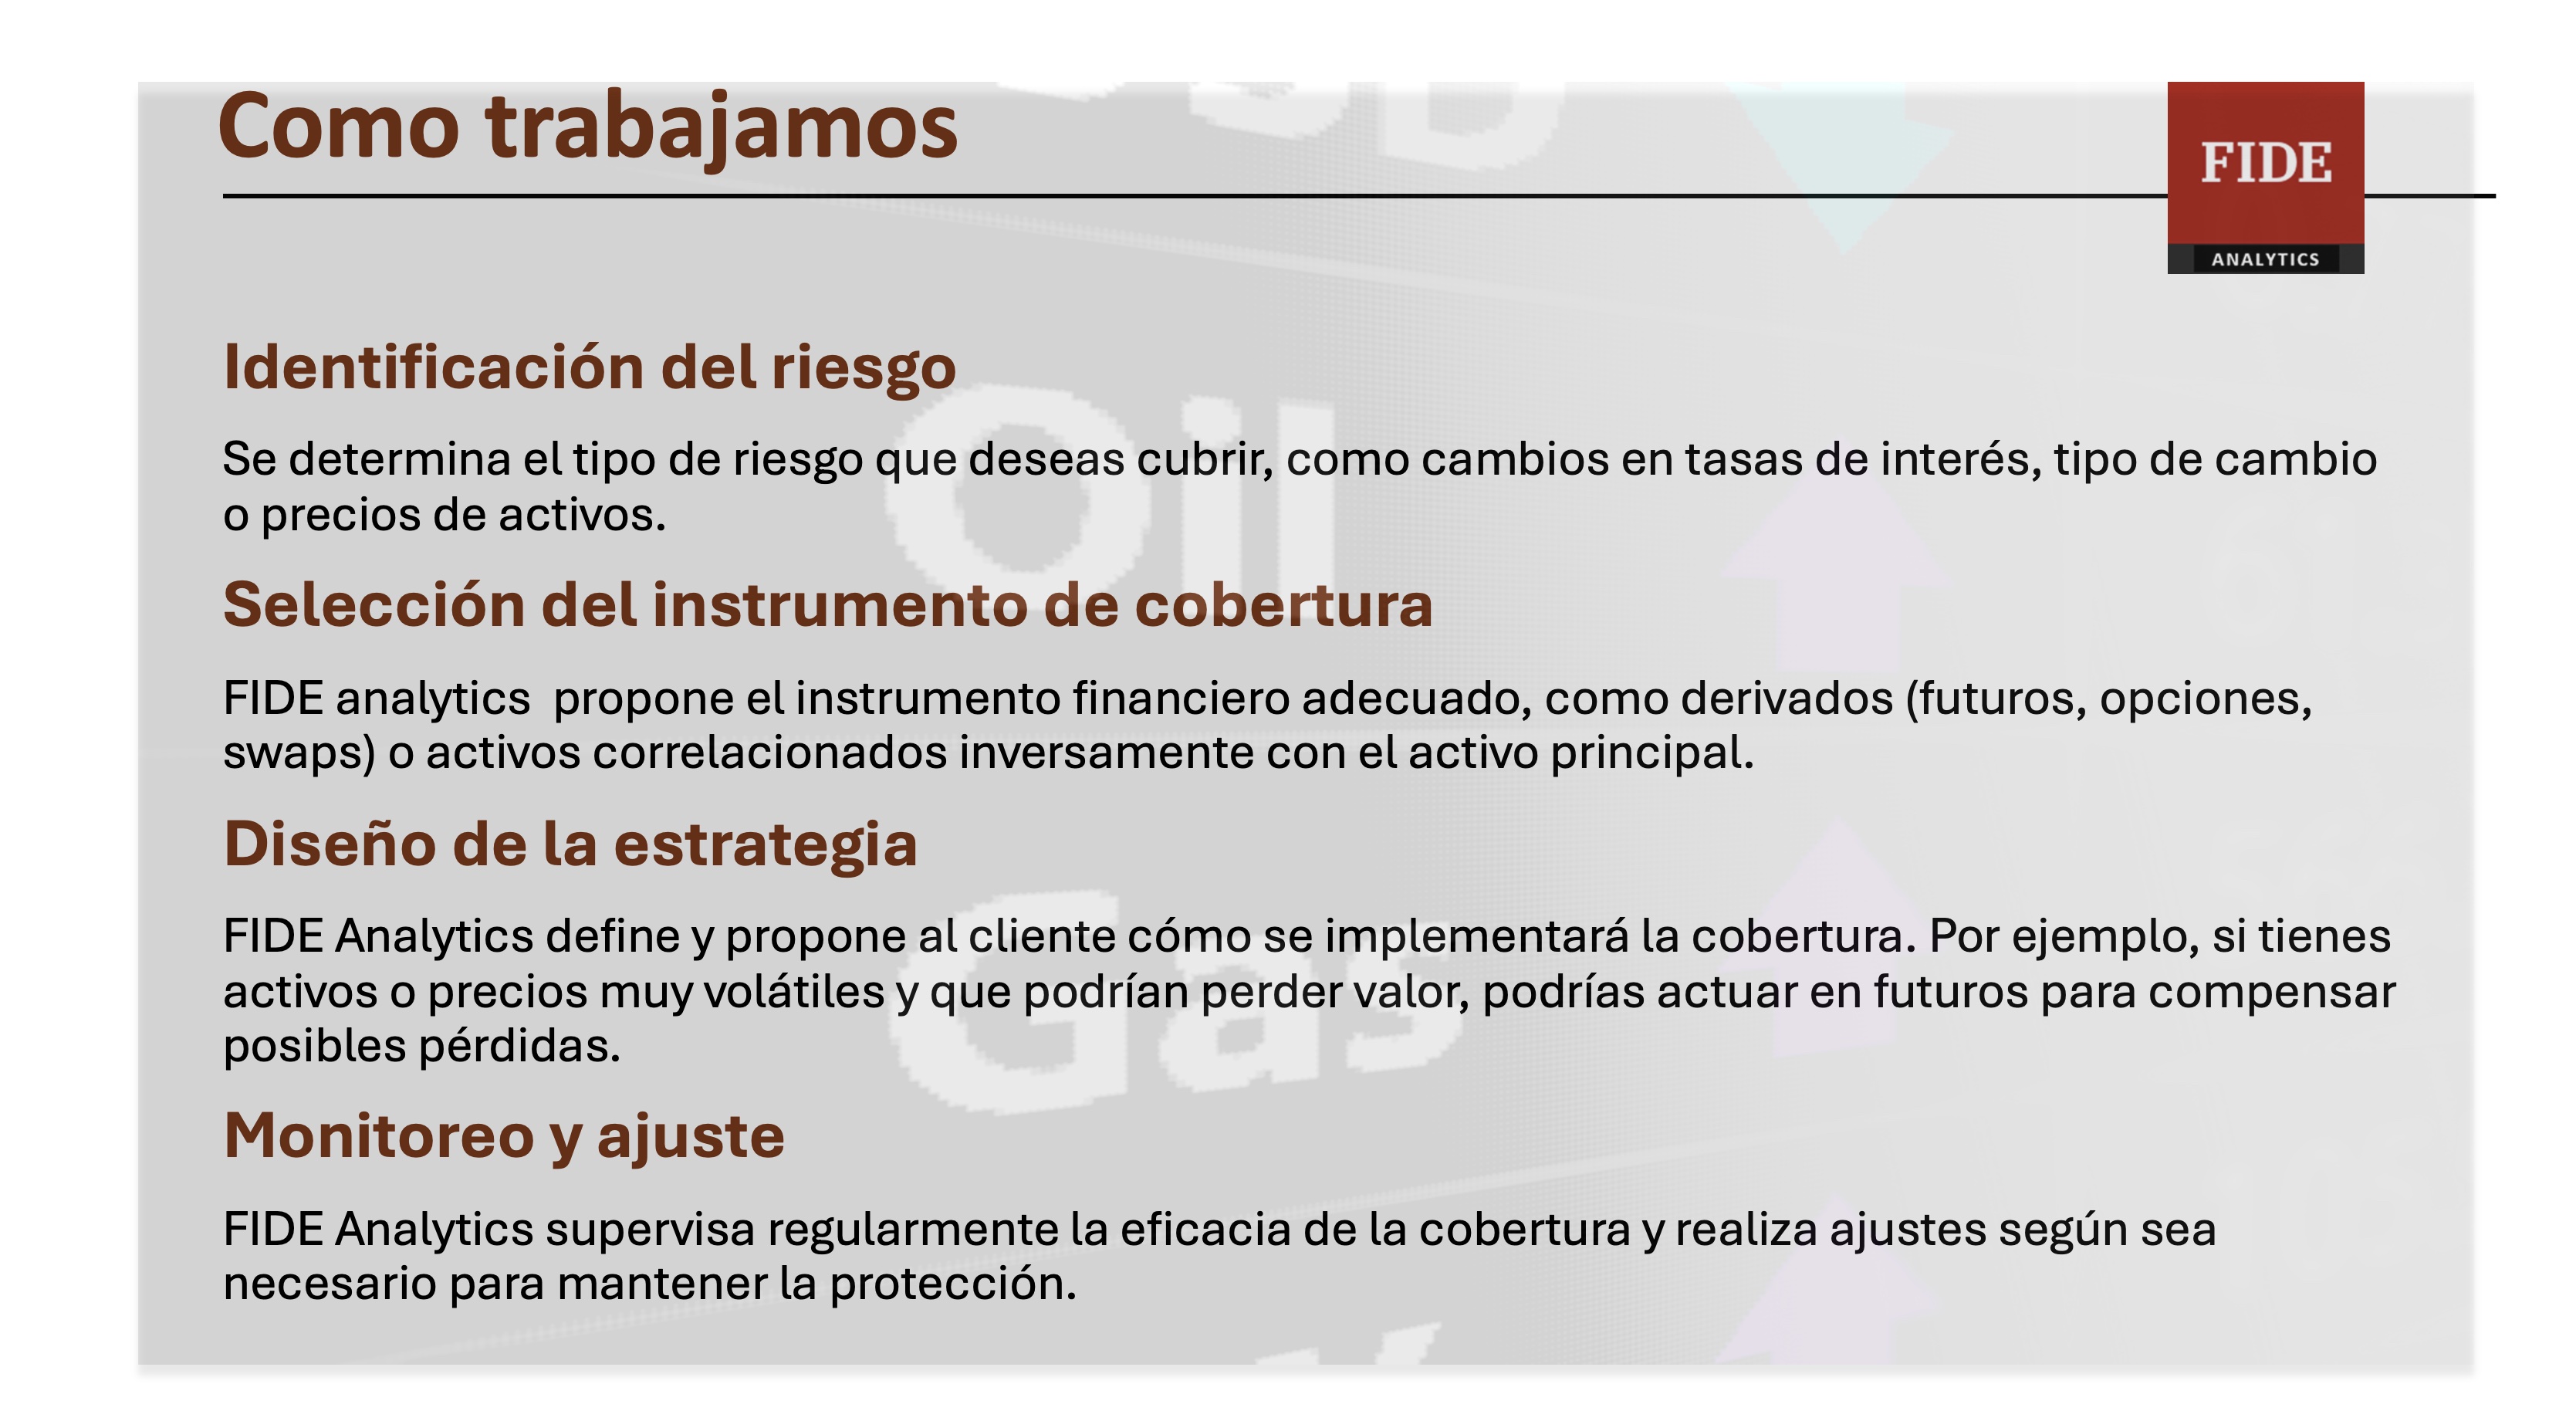 Como trabajamos
FIDE
ANALYTICS
Identificación del riesgo
Se determina el tipo de riesgo que deseas cubrir, como cambios en tasas de interés, tipo de cambio
o precios de activos.
Selección del instrumento de cobertura
FIDE analytics  propone el instrumento financiero adecuado, como derivados (futuros, opciones,
swaps) o activos correlacionados inversamente con el activo principal.
Diseño de la estrategia
FIDE Analytics define y propone al cliente cómo se implementará la cobertura. Por ejemplo, si tienes
activos o precios muy volátiles y que podrían perder valor, podrías actuar en futuros para compensar
posibles pérdidas.
Monitoreo y ajuste
FIDE Analytics supervisa regularmente la eficacia de la cobertura y realiza ajustes según sea
necesario para mantener la protección.
Oil
Gas